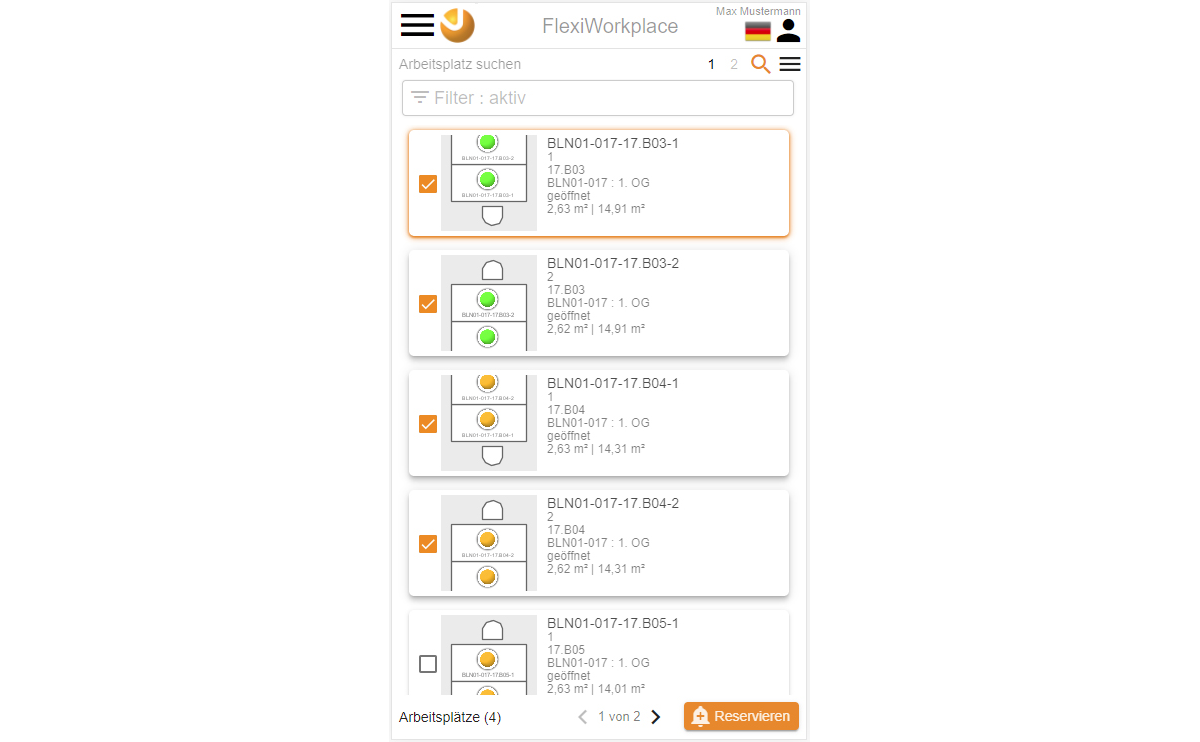 Max Mustermann
FlexiWorkplace
Arbeitsplatz suchen 1 2
Filter : aktiv
BLN01-017-17.B03-2
BLN01-017-17.B03-1
BLN01-017-17.B03-1
1
17.B03
BLN01-017 : 1. OG
geöffnet
2,63 m² | 14,91 m²
BLN01-017-17.B03-2
BLN01-017-17.B03-2
2
17.B03
BLN01-017 : 1. OG
geöffnet
2,62 m² | 14,91 m²
BLN01-017-17.B04-2
BLN01-017-17.B04-1
BLN01-017-17.B04-1
1
17.B04
BLN01-017 : 1. OG
geöffnet
2,63 m² | 14,31 m²
BLN01-017-17.B04-2
BLN01-017-17.B04-2
2
17.B04
BLN01-017 : 1. OG
geöffnet
2,62 m² | 14,31 m²
BLN01-017-17.B05-1
BLN01-017-17.B05-1
1
17.B05
BLN01-017 : 1. OG
geöffnet
2,63 m² | 14,01 m²
Arbeitsplätze (4) 1 von 2 Reservieren